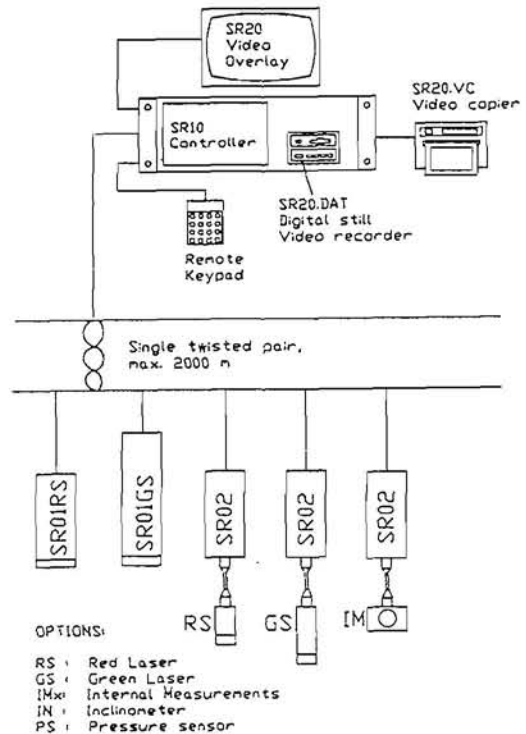 SR20
Video
Overlay
SR10
Controller
SR20.VC
Video copier
SR20.DAT
Digital still
Video recorder
Remote
Keypad
Single twisted pair,
max. 2000 m
SR01RS
SR01GS
SR02
SR02
SR02
RS
GS
IM
OPTIONS:
RS : Red Laser
GS : Green Laser
IMx: Internal Measurements
IN : Inclinometer
PS : Pressure sensor